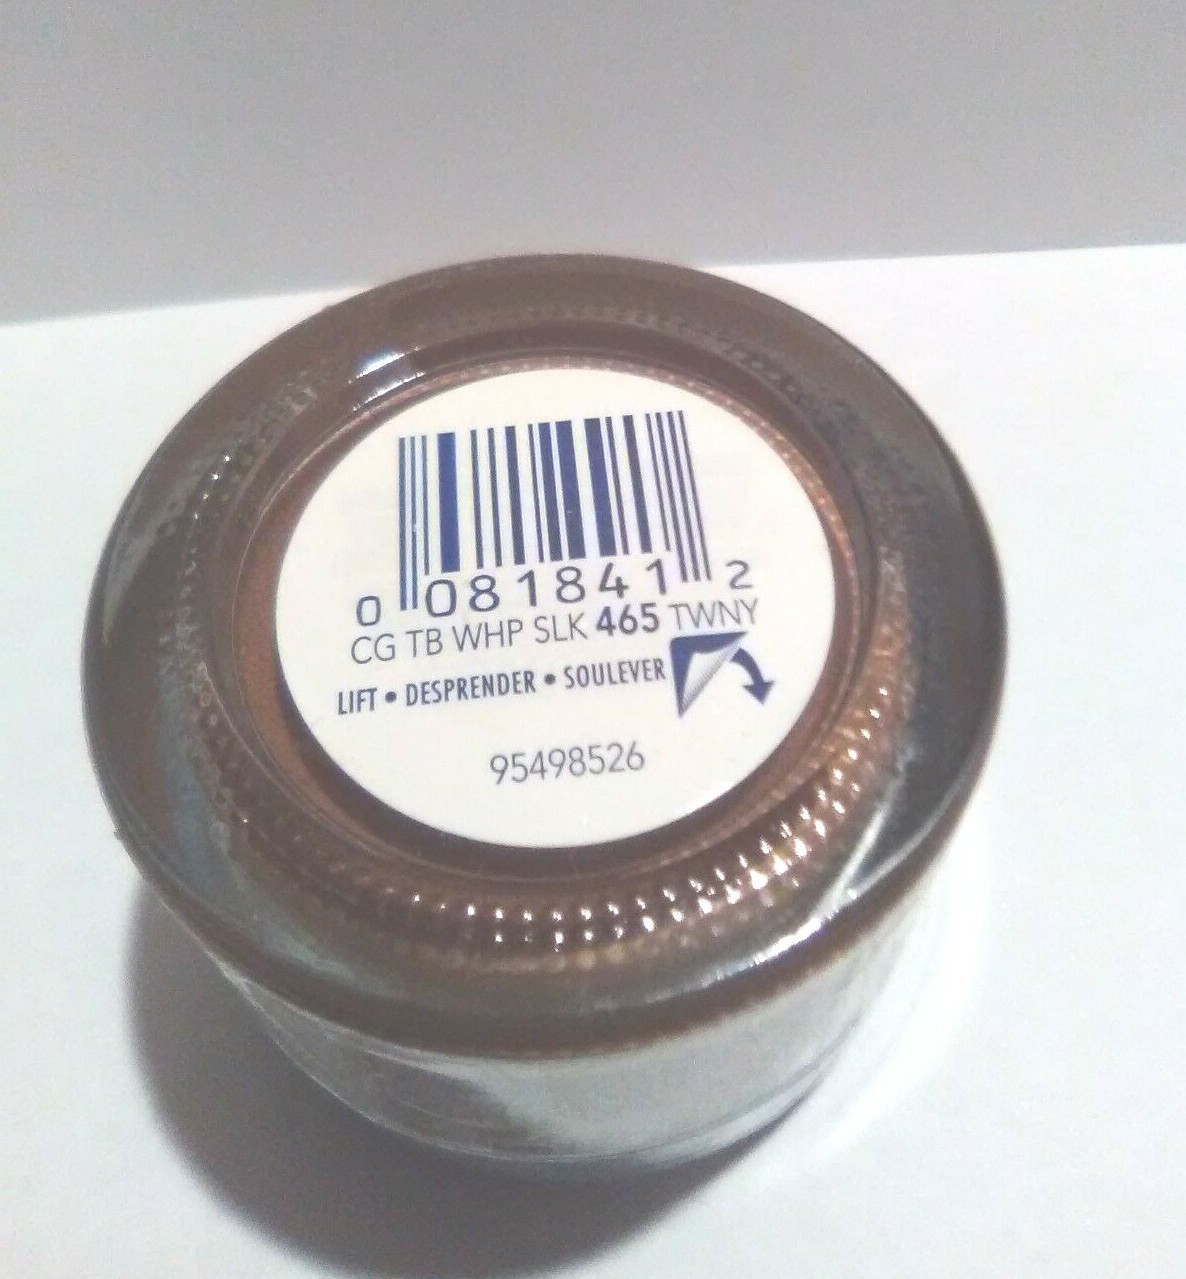 0 081841 2
CG TB WHP SLK 465 TWNY
LIFT • DESPRENDER • SOULEVER
95498526